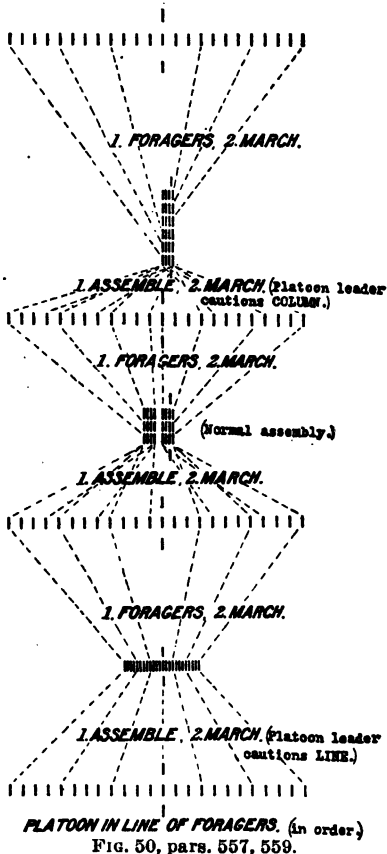 1. FORAGERS, 2. MARCH.
1. ASSEMBLE, 2. MARCH. (Platoon leader
cautions COLUMN.)
1. FORAGERS, 2. MARCH.
(Normal assembly.)
1. ASSEMBLE, 2. MARCH.
1. FORAGERS, 2. MARCH.
1. ASSEMBLE, 2. MARCH. (Platoon leader
cautions LINE.)
PLATOON IN LINE OF FORAGERS. (in order.)
FIG. 50, pars. 557, 559.